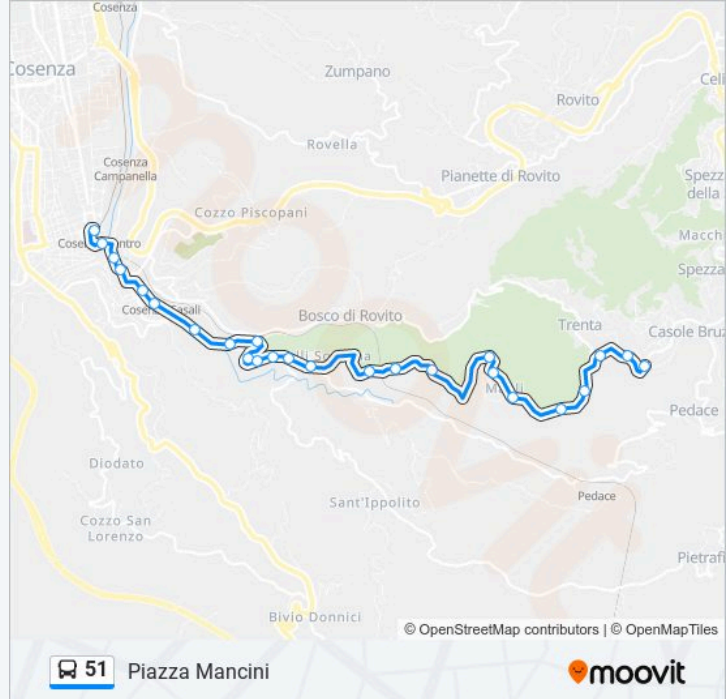 Cosenza
Cosenza
Zumpano
Celi
Rovito
Rovella
Cosenza
Campanella
Pianette di Rovito
Spezz
della
Cozzo Piscopani
Macch
Spezza
Bosco di Rovito
Trenta
Casole Bruz
Pedace
Diodato
Cozzo San
Lorenzo
Sant'Ippolito
Pedace
Pietrafi
Bivio Donnici
© OpenStreetMap contributors | © OpenMapTiles
51 Piazza Mancini
moovit